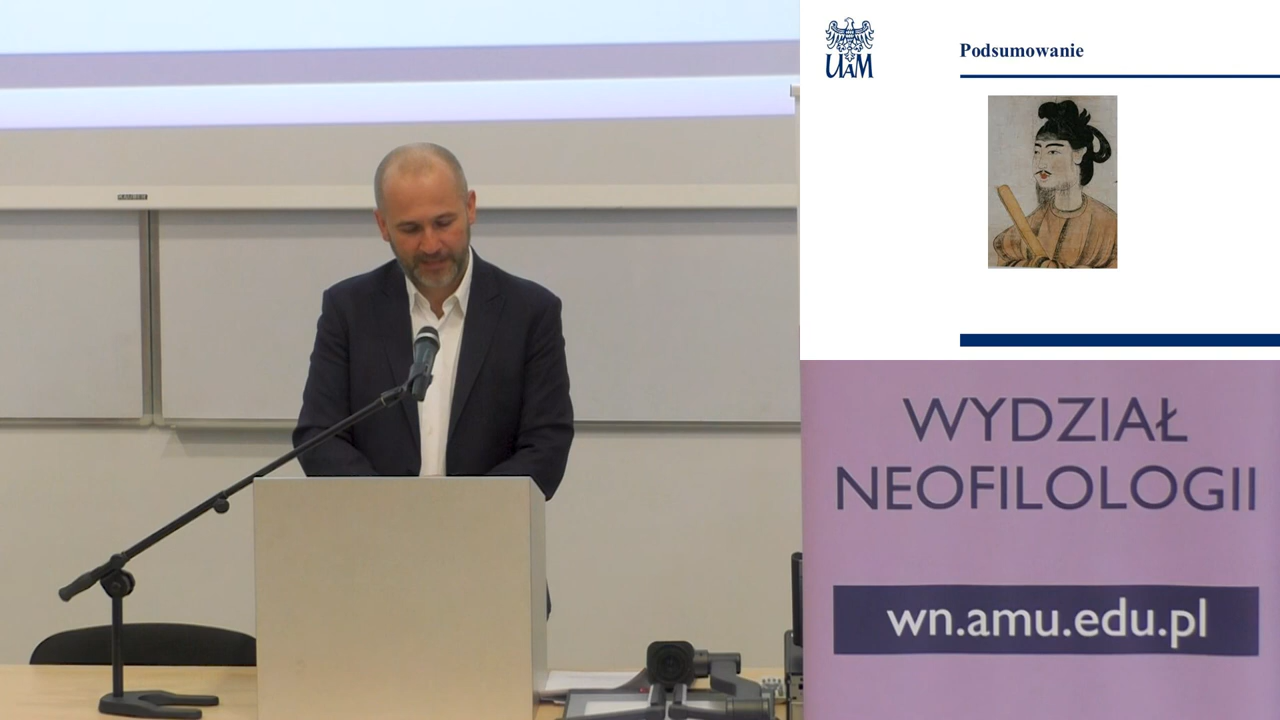 UAM
Podsumowanie
WYDZIAŁ
NEOFILOLOGII
wn.amu.edu.pl